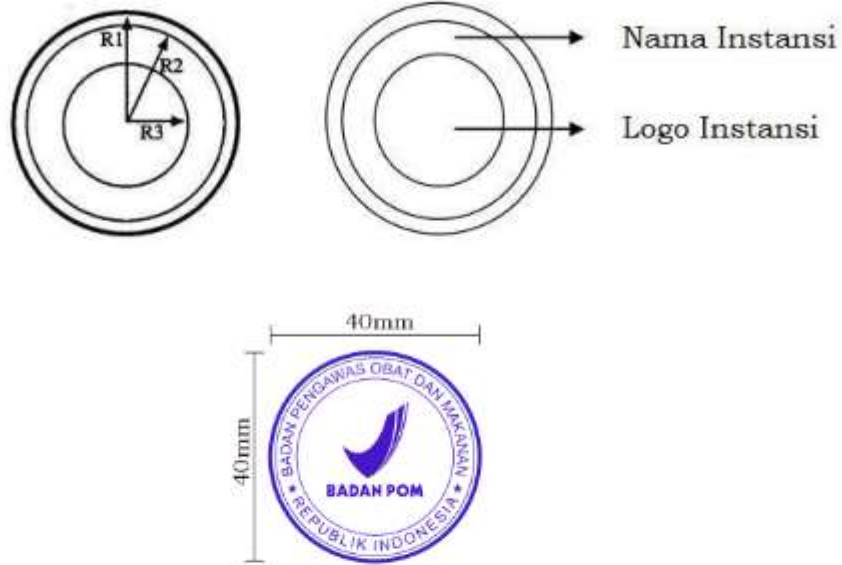 R1
R2
R3
Nama Instansi
Logo Instansi
40mm
40mm
BADAN PENGAWAS OBAT DAN MAKANAN
BADAN POM
★ REPUBLIK INDONESIA ★